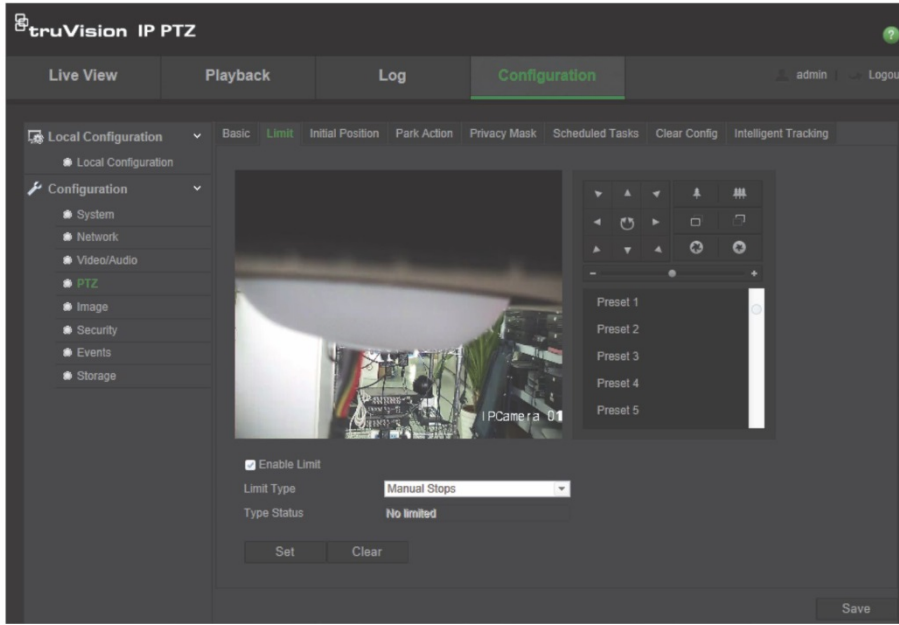 truVision IP PTZ
?
Live View Playback Log Configuration admin | Logou
Local Configuration
Local Configuration
Configuration
System
Network
Video/Audio
PTZ
Image
Security
Events
Storage
Basic Limit Initial Position Park Action Privacy Mask Scheduled Tasks Clear Config Intelligent Tracking
IPCamera 01
- +
Preset 1
Preset 2
Preset 3
Preset 4
Preset 5
Enable Limit
Limit Type Manual Stops
Type Status No limited
Set Clear
Save